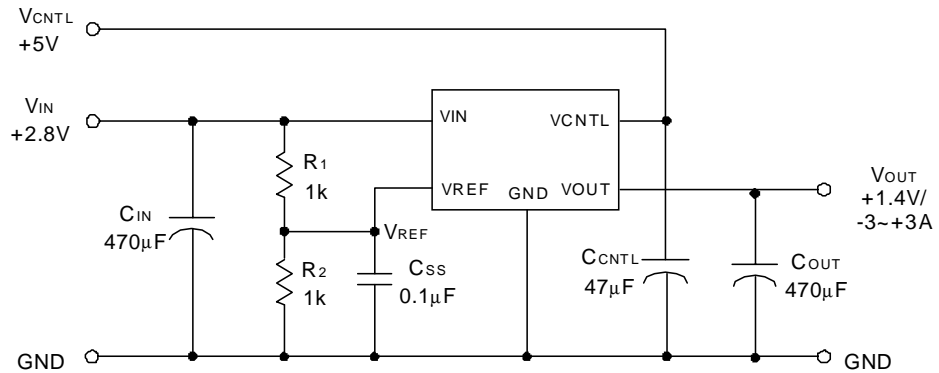 VCNTL
+5V
VIN
+2.8V
VIN
VCNTL
VREF
GND
VOUT
R1
1k
VOUT
+1.4V/
-3~+3A
CIN
470µF
VREF
R2
1k
CSS
0.1µF
CCNTL
47µF
COUT
470µF
GND
GND